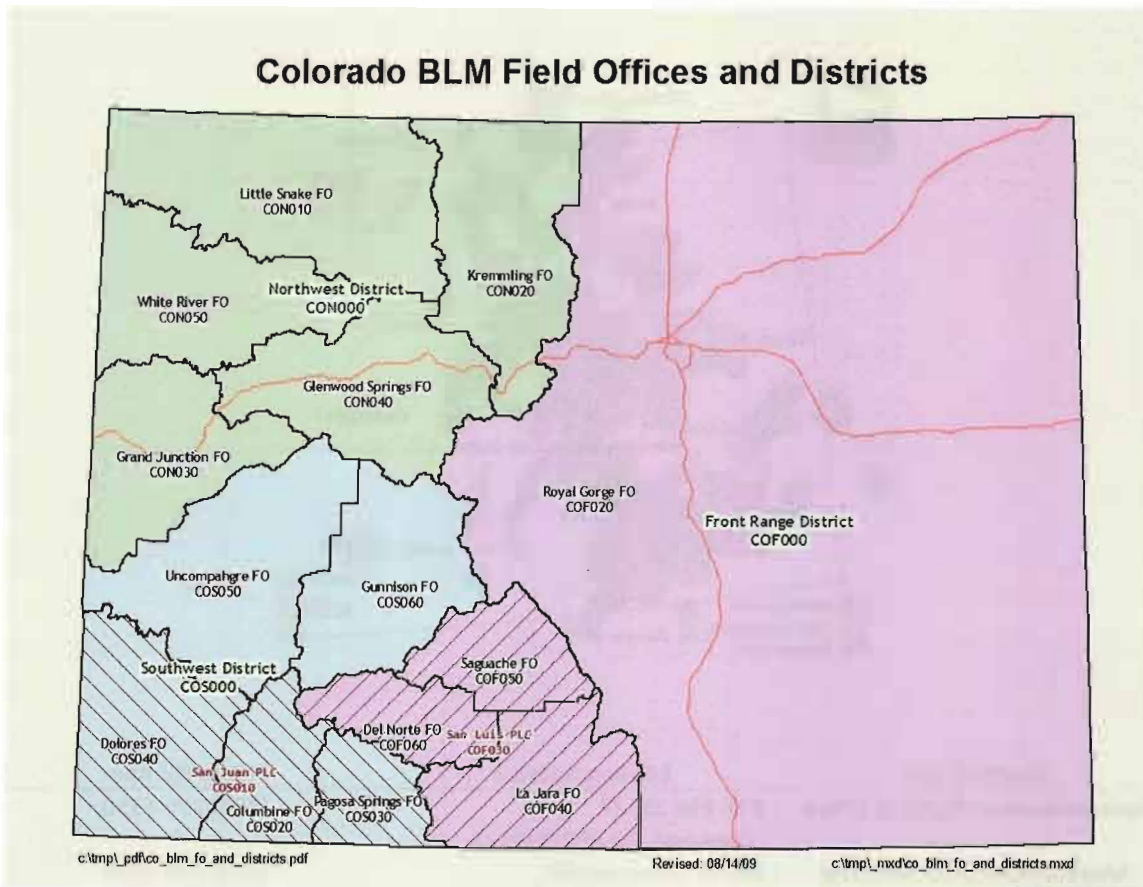 Colorado BLM Field Offices and Districts
Little Snake FO
CON010
Kremmling FO
CON020
White River FO
CON050
Northwest District
CON000
Glenwood Springs FO
CON040
Grand Junction FO
CON030
Royal Gorge FO
COF020
Front Range District
COF000
Uncompahgre FO
COS050
Gunnison FO
COS060
Saguache FO
COF050
Southwest District
COS000
Del Norte FO
COF060
San Luis PLC
COF030
Dolores FO
COS040
San Juan PLC
COS010
Columbine FO
COS020
Pagosa Springs FO
COS030
La Jara FO
COF040
c:\tmp\_pdf\co_blm_fo_and_districts.pdf
Revised: 08/14/09
c:\tmp\_mxd\co_blm_fo_and_districts.mxd